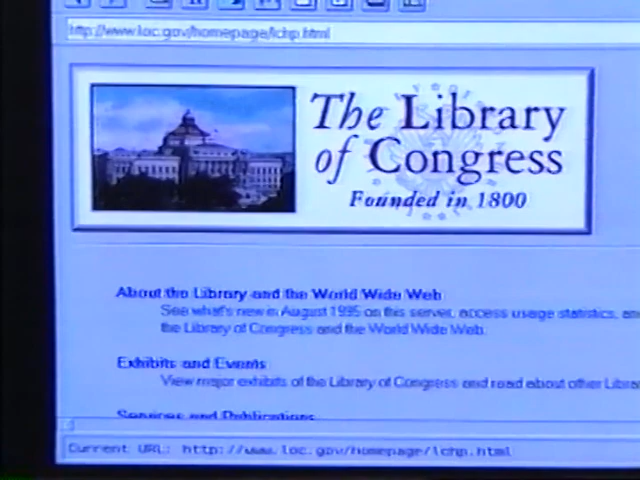 http://www.loc.gov/homepage/lchp.html
The Library
of Congress
Founded in 1800
About the Library and the World Wide Web
See what's new in August 1995 on this server, access usage statistics, an
the Library of Congress and the World Wide Web.
Exhibits and Events
View major exhibits of the Library of Congress and read about other Libra
Services and Publications
Current URL: http://www.loc.gov/homepage/lchp.html